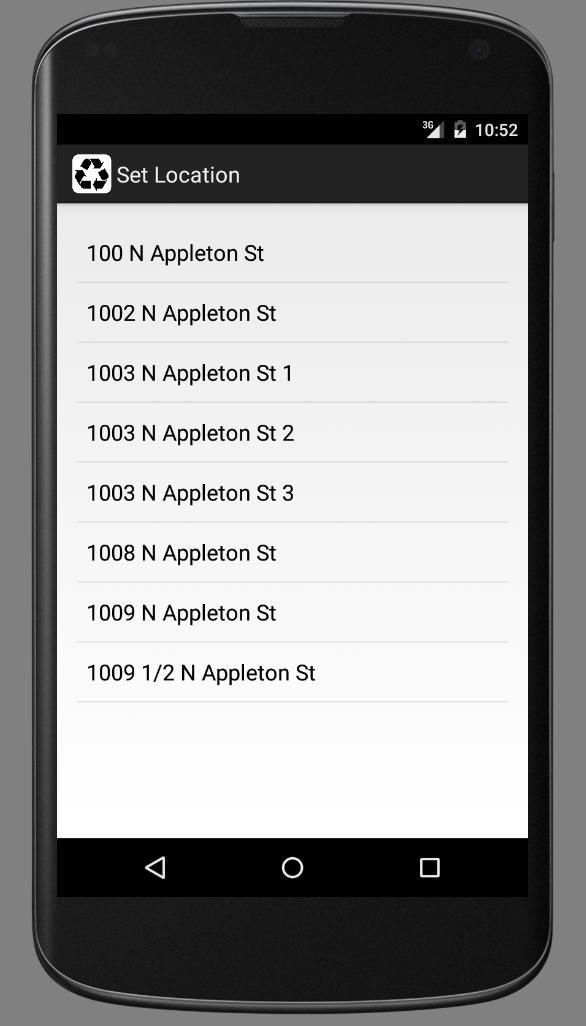 3G 10:52
Set Location
100 N Appleton St
1002 N Appleton St
1003 N Appleton St 1
1003 N Appleton St 2
1003 N Appleton St 3
1008 N Appleton St
1009 N Appleton St
1009 1/2 N Appleton St